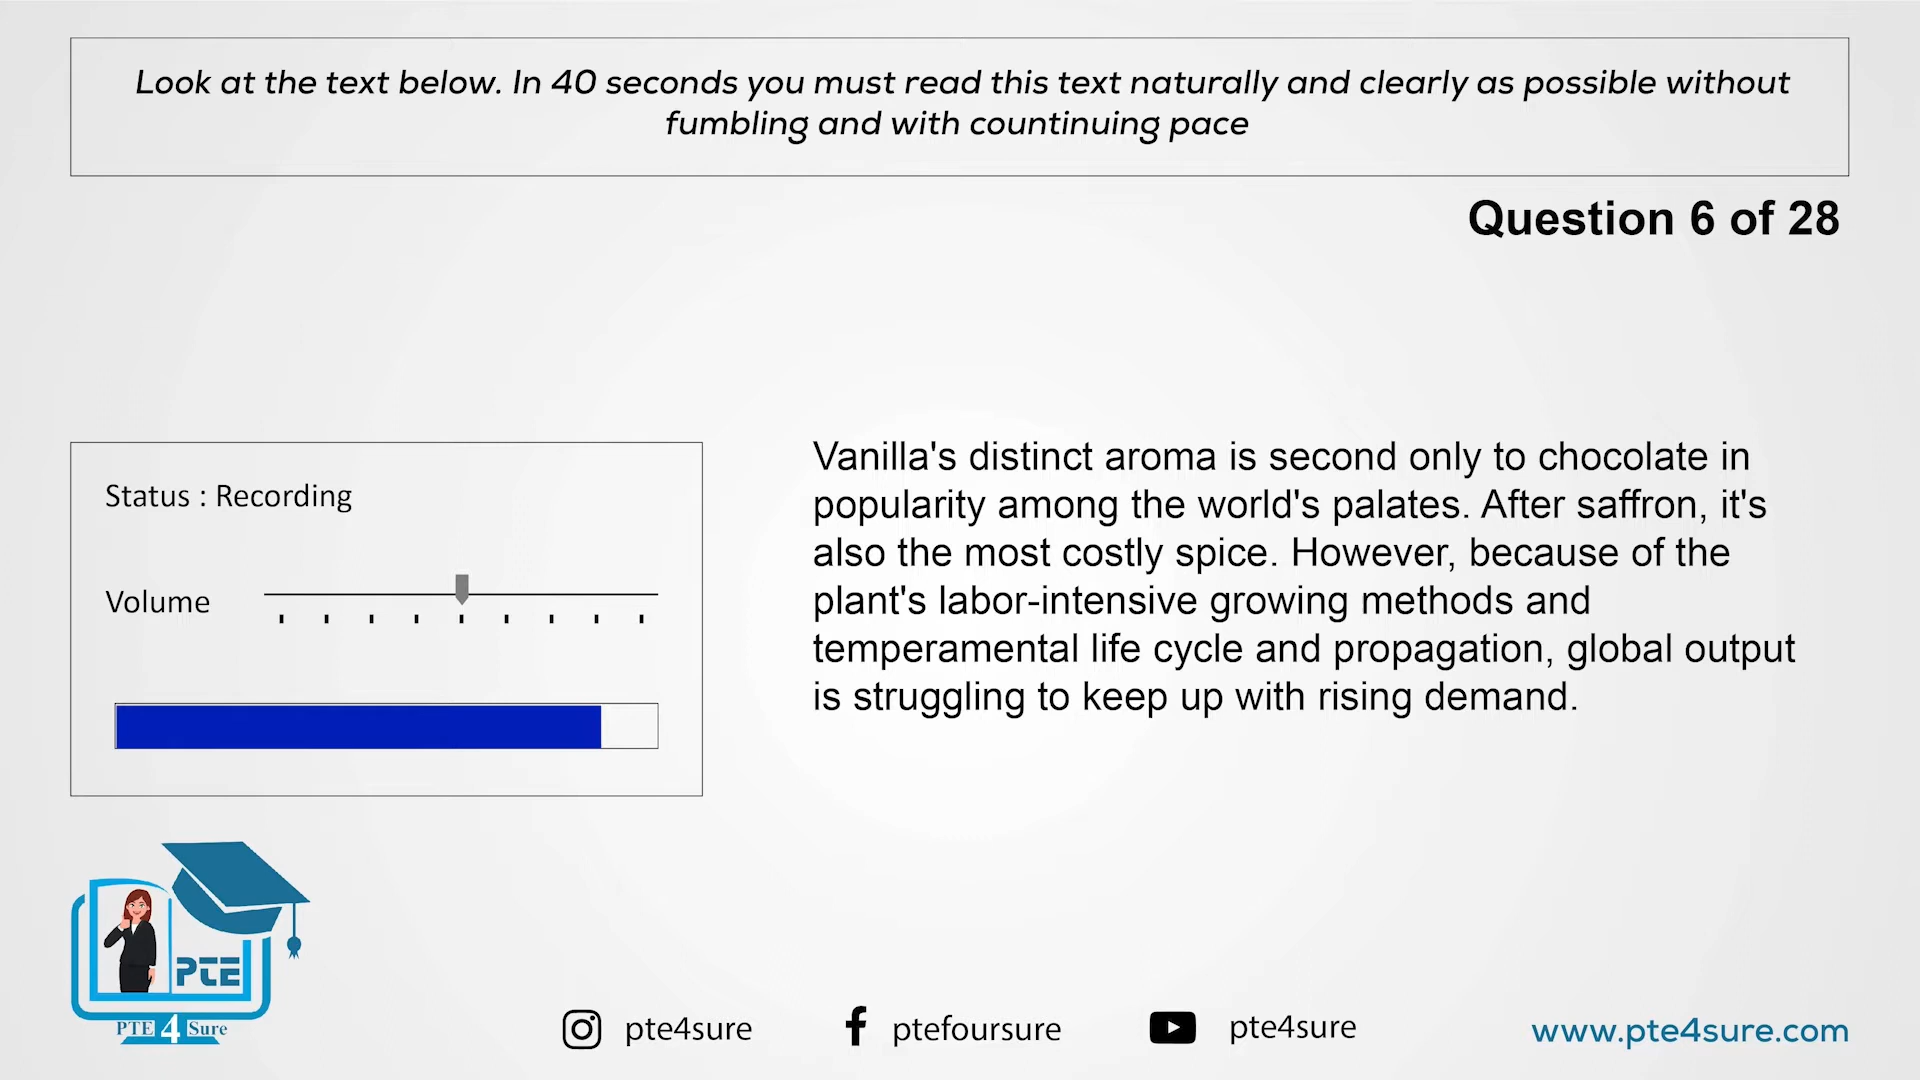 Look at the text below. In 40 seconds you must read this text naturally and clearly as possible without
fumbling and with countinuing pace
Question 6 of 28
Status : Recording
Volume
Vanilla's distinct aroma is second only to chocolate in
popularity among the world's palates. After saffron, it's
also the most costly spice. However, because of the
plant's labor-intensive growing methods and
temperamental life cycle and propagation, global output
is struggling to keep up with rising demand.
PTE
PTE 4 Sure
pte4sure
ptefoursure
pte4sure
www.pte4sure.com